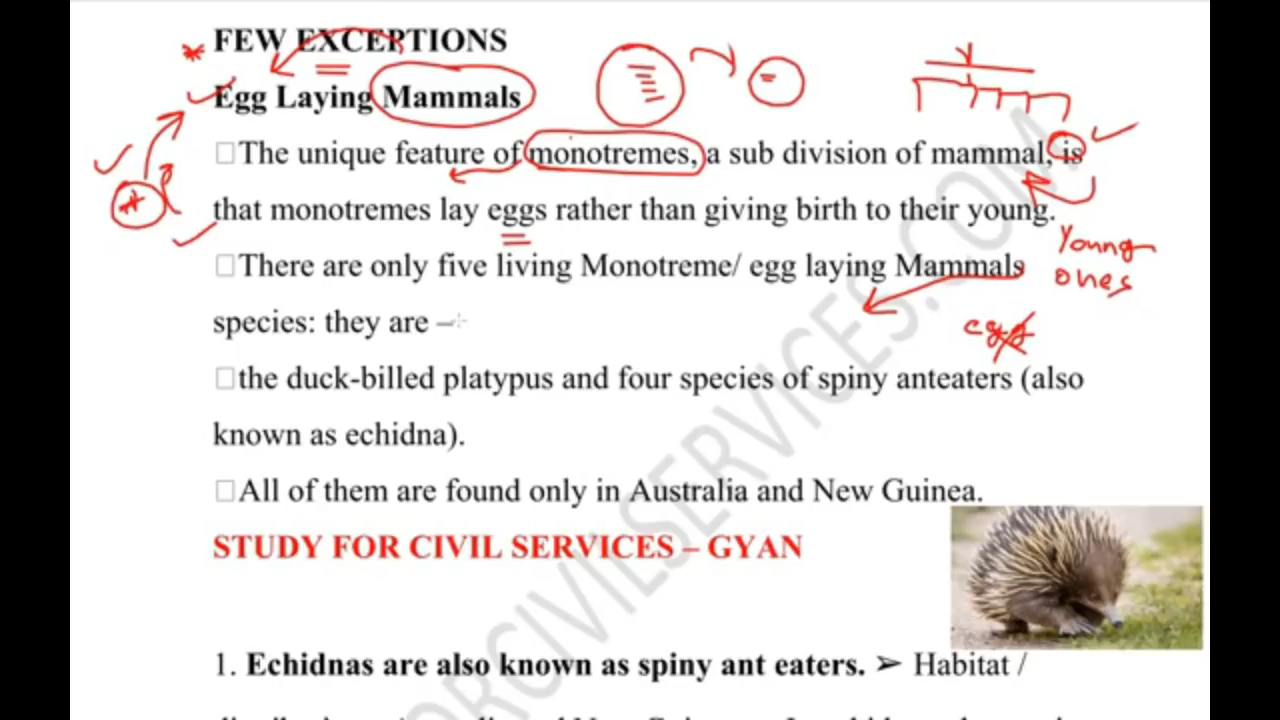 FEW EXCEPTIONS
Egg Laying Mammals
The unique feature of monotremes, a sub division of mammal, is
that monotremes lay eggs rather than giving birth to their young.
Young
ones
There are only five living Monotreme/ egg laying Mammals
egg
species: they are –
the duck-billed platypus and four species of spiny anteaters (also
known as echidna).
All of them are found only in Australia and New Guinea.
STUDY FOR CIVIL SERVICES – GYAN
1. Echidnas are also known as spiny ant eaters. ➢ Habitat /
ORCIVILSERVICES.COM